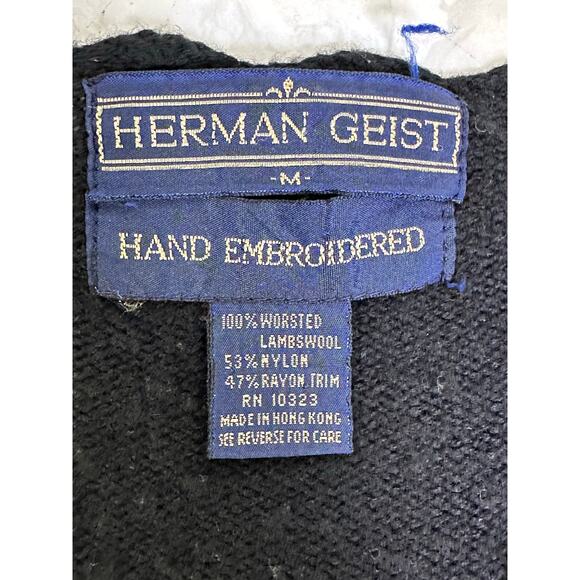 HERMAN GEIST
-M-
HAND EMBROIDERED
100% WORSTED
LAMBSWOOL
53% NYLON
47% RAYON TRIM
RN 10323
MADE IN HONG KONG
SEE REVERSE FOR CARE